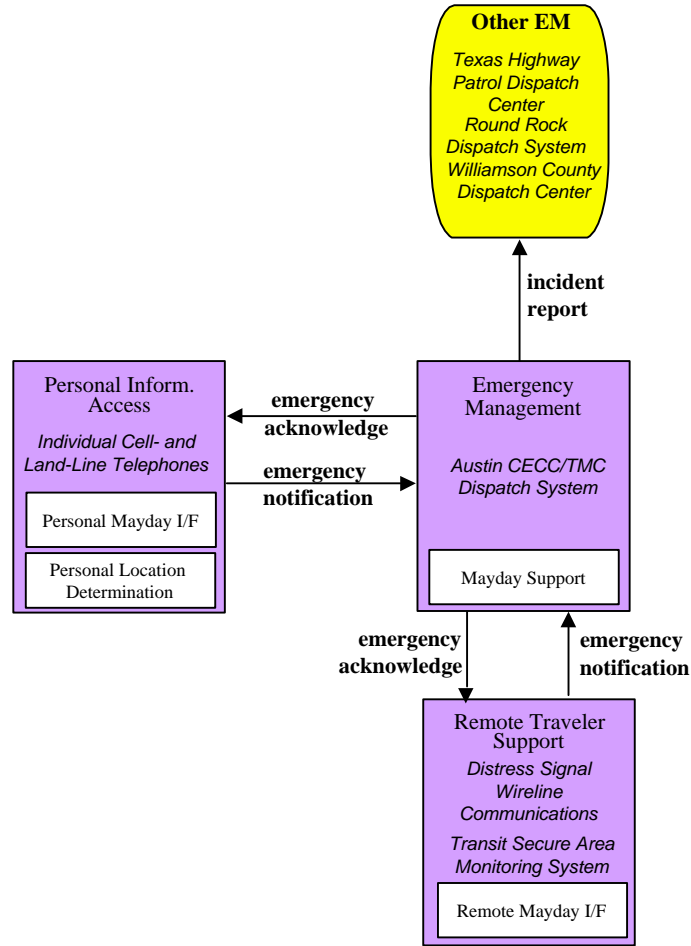 Other EM
Texas Highway
Patrol Dispatch
Center
Round Rock
Dispatch System
Williamson County
Dispatch Center
incident
report
Personal Inform.
Access
Individual Cell- and
Land-Line Telephones
Personal Mayday I/F
Personal Location
Determination
emergency
acknowledge
emergency
notification
Emergency
Management
Austin CECC/TMC
Dispatch System
Mayday Support
emergency
acknowledge
emergency
notification
Remote Traveler
Support
Distress Signal
Wireline
Communications
Transit Secure Area
Monitoring System
Remote Mayday I/F